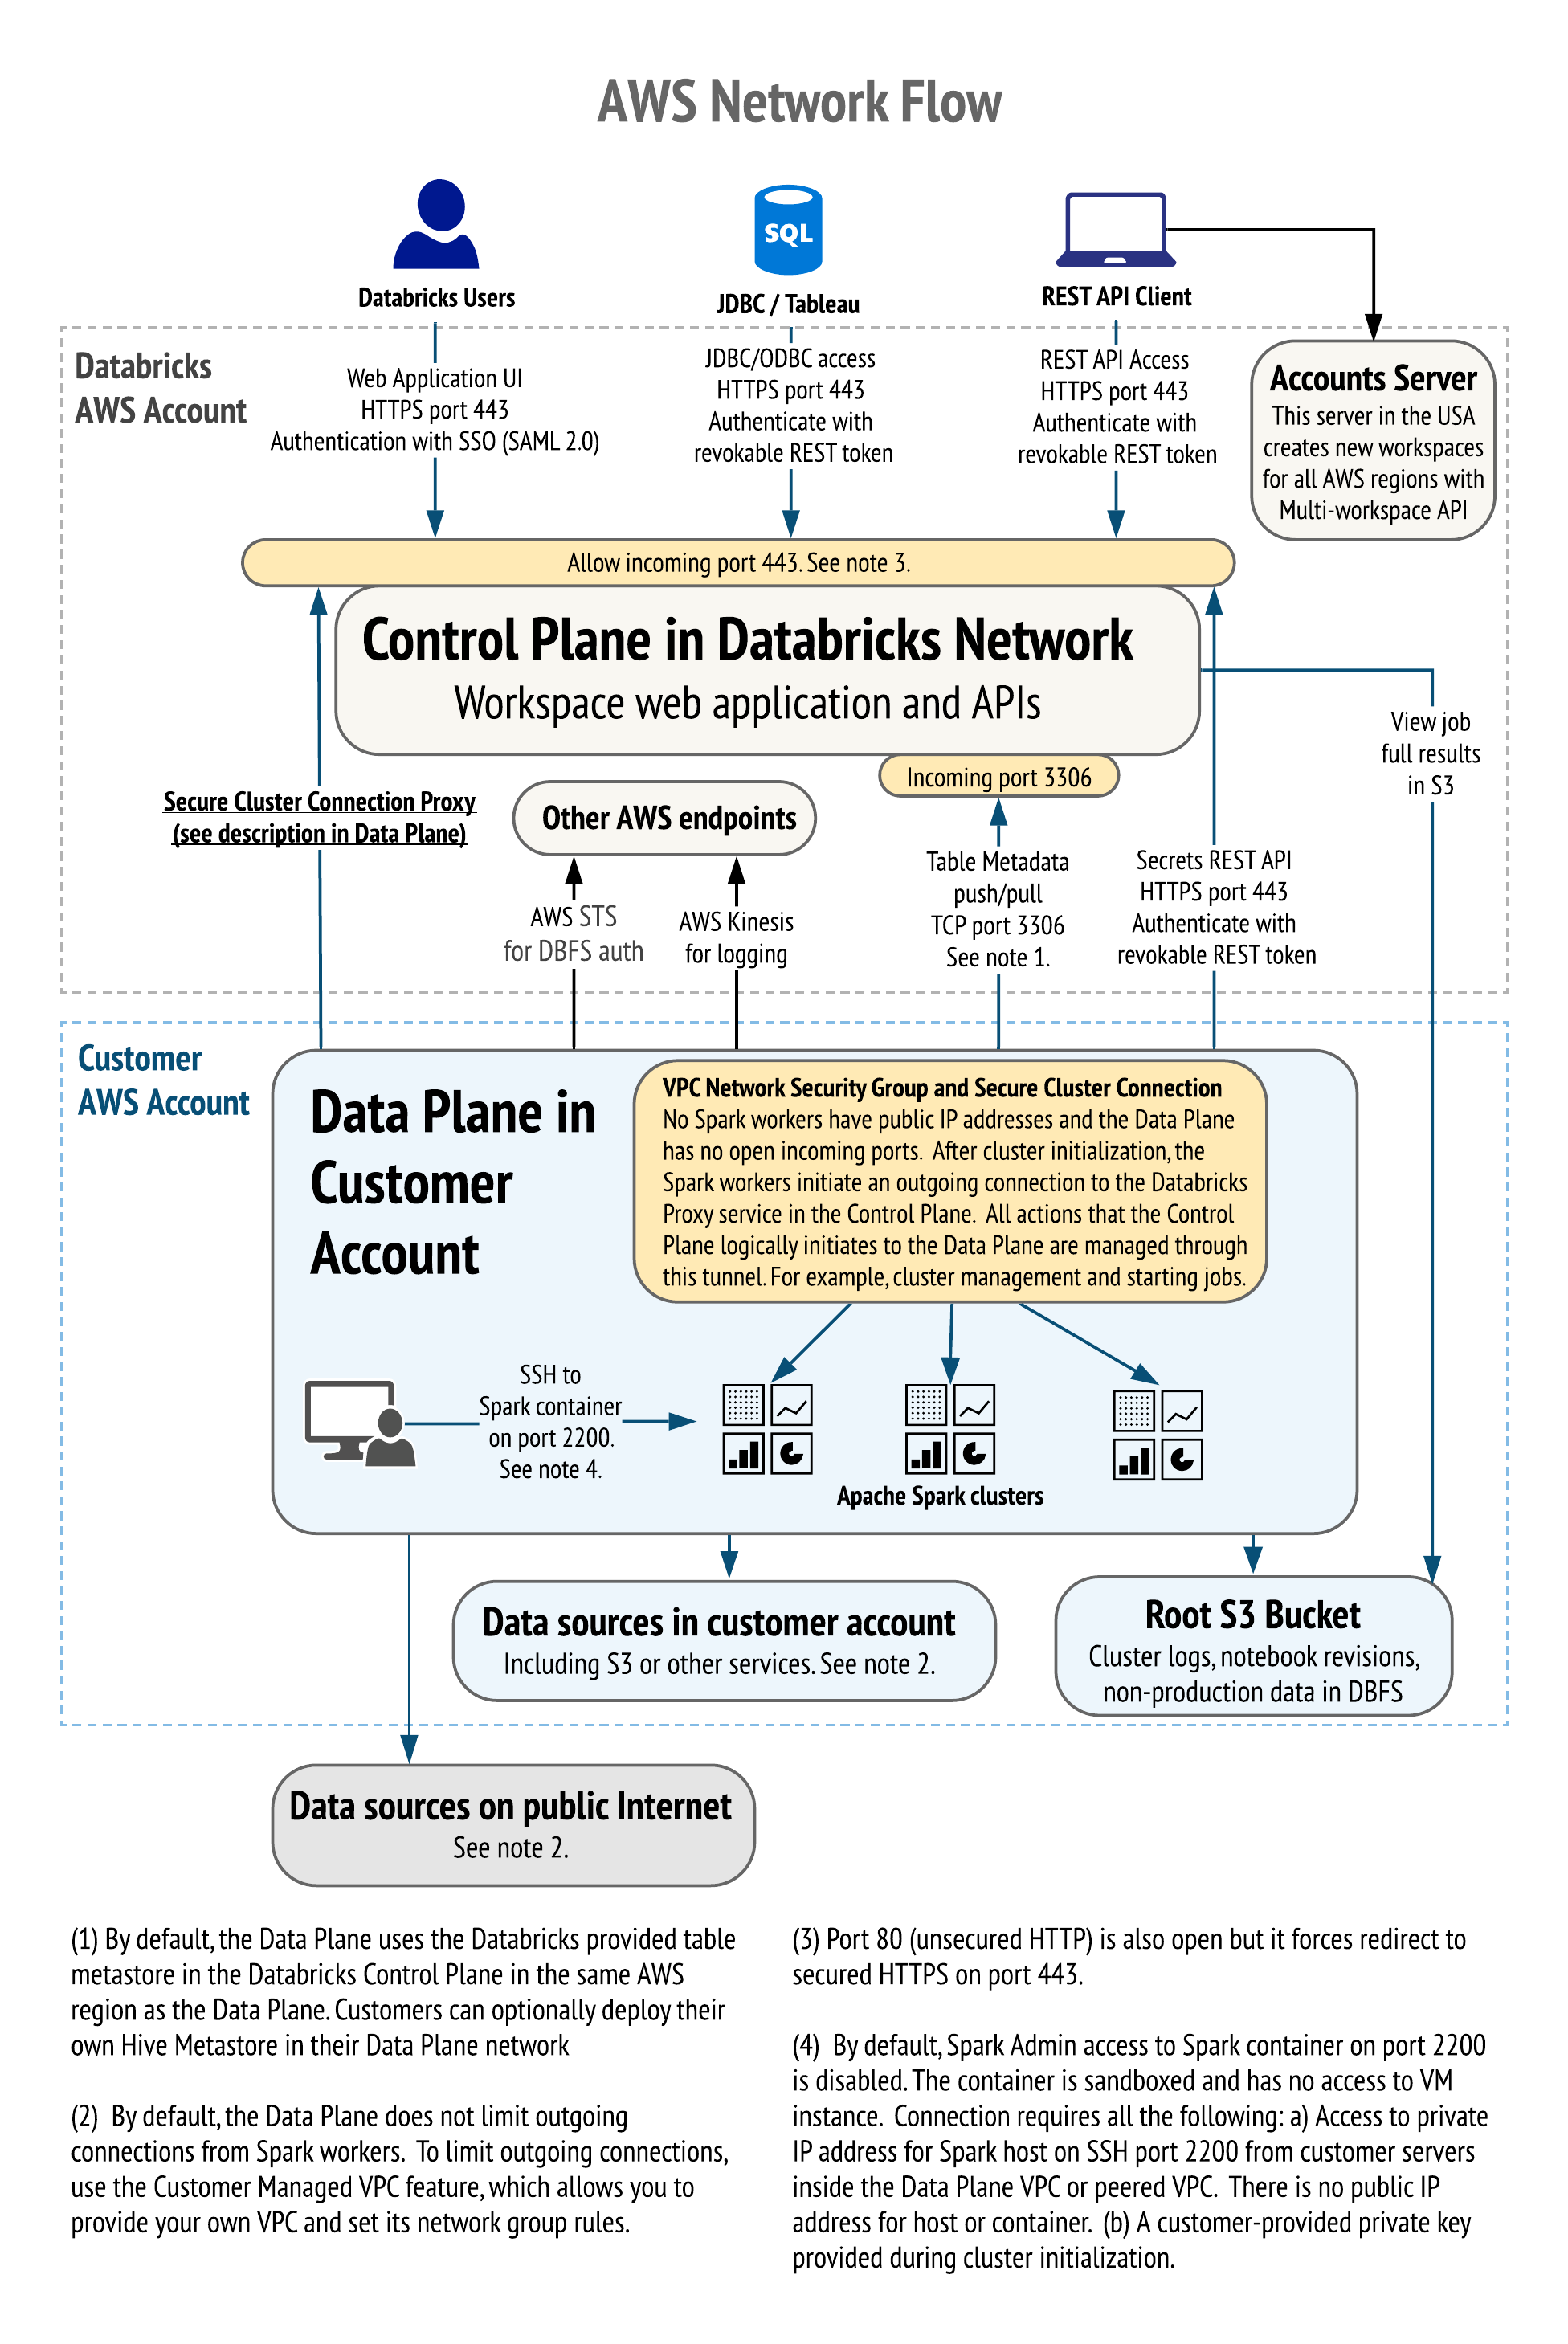 AWS Network Flow
SQL
Databricks Users
JDBC / Tableau
REST API Client
Databricks
AWS Account
Web Application UI
HTTPS port 443
Authentication with SSO (SAML 2.0)
JDBC/ODBC access
HTTPS port 443
Authenticate with
revokable REST token
REST API Access
HTTPS port 443
Authenticate with
revokable REST token
Accounts Server
This server in the USA
creates new workspaces
for all AWS regions with
Multi-workspace API
Allow incoming port 443. See note 3.
Control Plane in Databricks Network
Workspace web application and APIs
View job
full results
in S3
Incoming port 3306
Secure Cluster Connection Proxy
(see description in Data Plane)
Other AWS endpoints
AWS STS
for DBFS auth
AWS Kinesis
for logging
Table Metadata
push/pull
TCP port 3306
See note 1.
Secrets REST API
HTTPS port 443
Authenticate with
revokable REST token
Customer
AWS Account
Data Plane in
Customer
Account
VPC Network Security Group and Secure Cluster Connection
No Spark workers have public IP addresses and the Data Plane
has no open incoming ports. After cluster initialization, the
Spark workers initiate an outgoing connection to the Databricks
Proxy service in the Control Plane. All actions that the Control
Plane logically initiates to the Data Plane are managed through
this tunnel. For example, cluster management and starting jobs.
SSH to
Spark container
on port 2200.
See note 4.
Apache Spark clusters
Data sources in customer account
Including S3 or other services. See note 2.
Root S3 Bucket
Cluster logs, notebook revisions,
non-production data in DBFS
Data sources on public Internet
See note 2.
(1) By default, the Data Plane uses the Databricks provided table
metastore in the Databricks Control Plane in the same AWS
region as the Data Plane. Customers can optionally deploy their
own Hive Metastore in their Data Plane network
(2) By default, the Data Plane does not limit outgoing
connections from Spark workers. To limit outgoing connections,
use the Customer Managed VPC feature, which allows you to
provide your own VPC and set its network group rules.
(3) Port 80 (unsecured HTTP) is also open but it forces redirect to
secured HTTPS on port 443.
(4) By default, Spark Admin access to Spark container on port 2200
is disabled. The container is sandboxed and has no access to VM
instance. Connection requires all the following: a) Access to private
IP address for Spark host on SSH port 2200 from customer servers
inside the Data Plane VPC or peered VPC. There is no public IP
address for host or container. (b) A customer-provided private key
provided during cluster initialization.